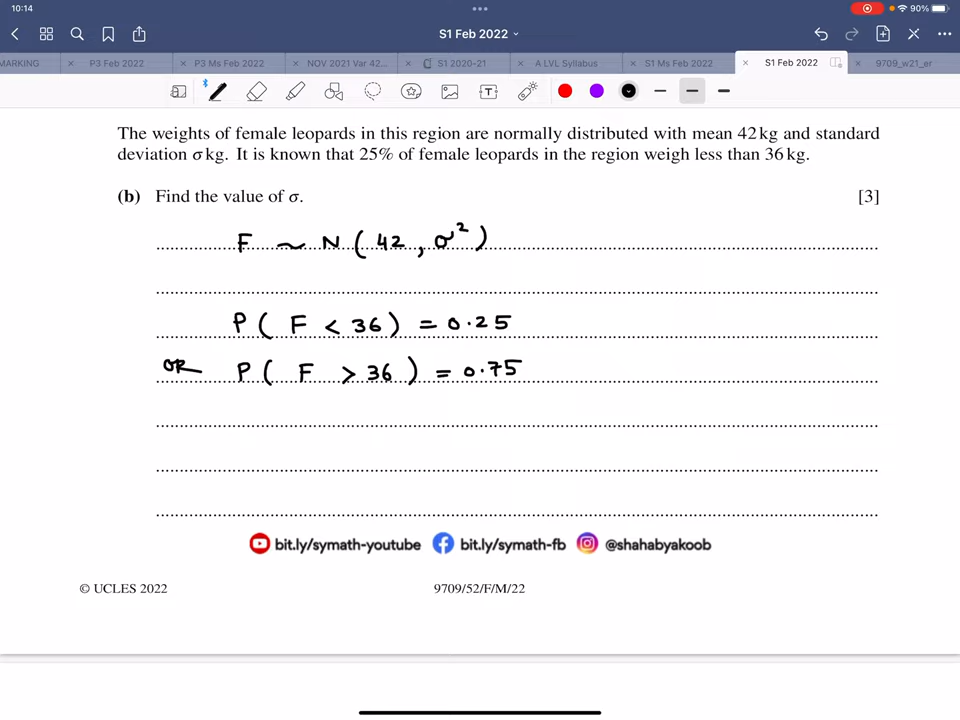 10:14
90%
S1 Feb 2022
MARKING
P3 Feb 2022
P3 Ms Feb 2022
NOV 2021 Var 42...
S1 2020-21
A LVL Syllabus
S1 Ms Feb 2022
S1 Feb 2022
9709_w21_er
The weights of female leopards in this region are normally distributed with mean 42 kg and standard
deviation σ kg. It is known that 25% of female leopards in the region weigh less than 36 kg.
(b) Find the value of σ. [3]
F ~ N ( 42 , σ² )
P ( F < 36 ) = 0.25
OR P ( F > 36 ) = 0.75
bit.ly/symath-youtube bit.ly/symath-fb @shahabyakoob
© UCLES 2022 9709/52/F/M/22